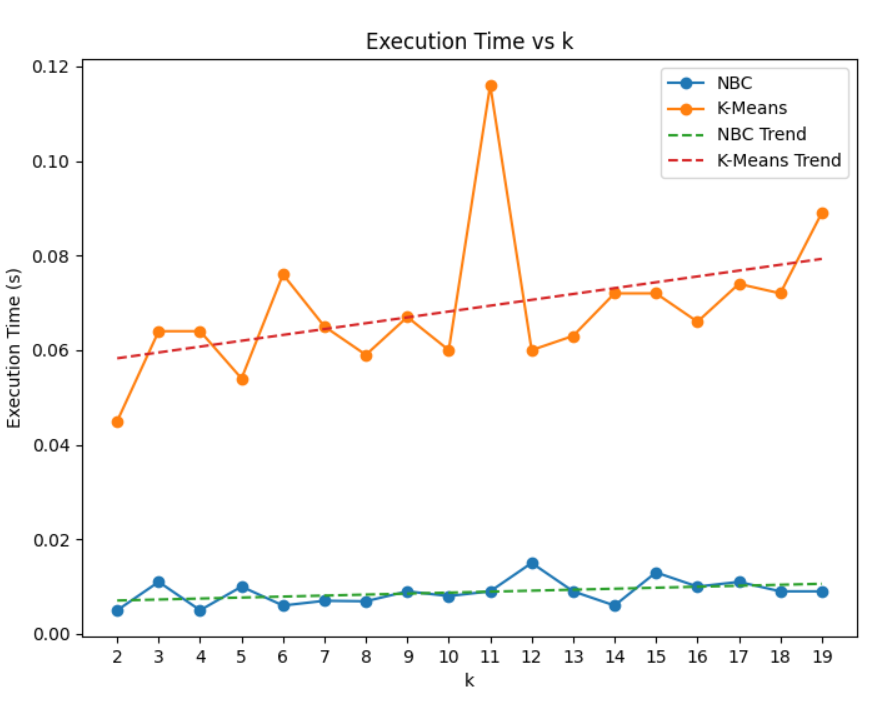 Execution Time vs k
NBC
K-Means
NBC Trend
K-Means Trend
Execution Time (s)
0.12
0.10
0.08
0.06
0.04
0.02
0.00
2 3 4 5 6 7 8 9 10 11 12 13 14 15 16 17 18 19
k